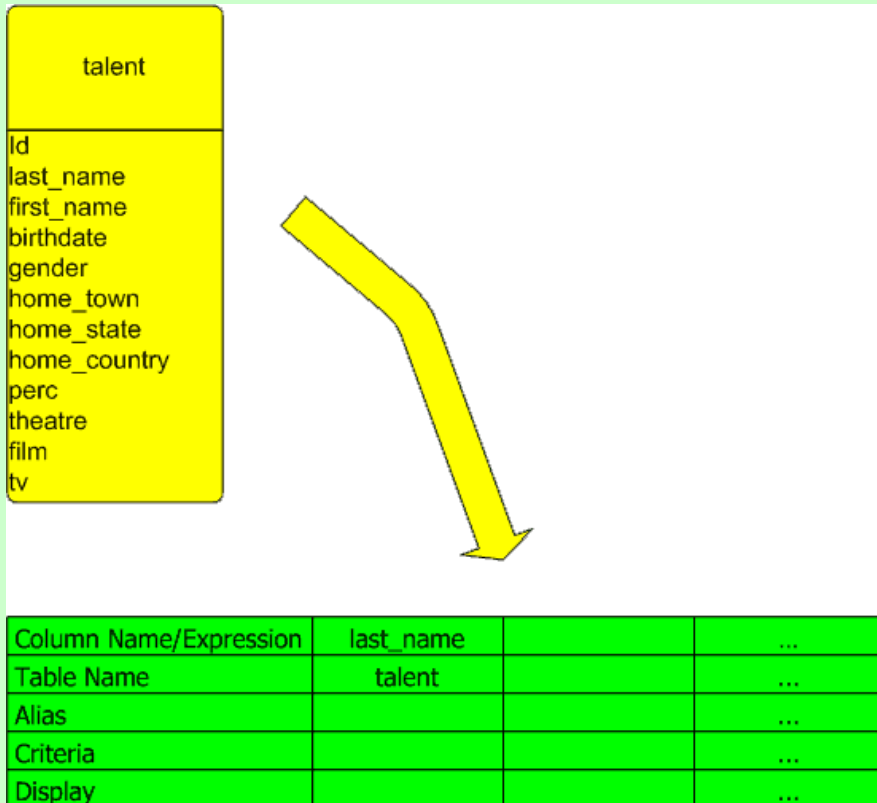 talent
Id
last_name
first_name
birthdate
gender
home_town
home_state
home_country
perc
theatre
film
tv
Column Name/Expression last_name ...
Table Name talent ...
Alias ...
Criteria ...
Display ...